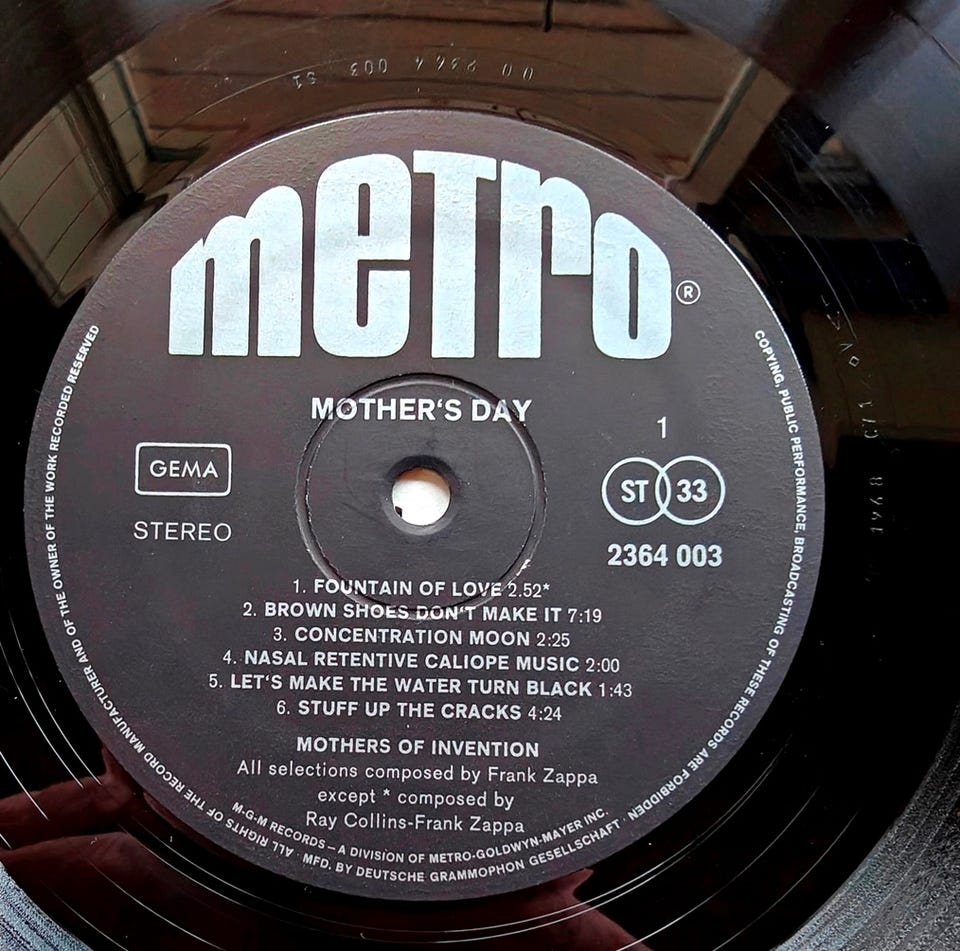 00 2364 003 S1
metro®
MOTHER'S DAY
1
GEMA
ST 33
STEREO
2364 003
1. FOUNTAIN OF LOVE 2.52*
2. BROWN SHOES DON'T MAKE IT 7:19
3. CONCENTRATION MOON 2:25
4. NASAL RETENTIVE CALIOPE MUSIC 2:00
5. LET'S MAKE THE WATER TURN BLACK 1:43
6. STUFF UP THE CRACKS 4:24
MOTHERS OF INVENTION
All selections composed by Frank Zappa
except * composed by
Ray Collins-Frank Zappa
M-G-M RECORDS – A DIVISION OF METRO-GOLDWYN-MAYER INC.
MFD. BY DEUTSCHE GRAMMOPHON GESELLSCHAFT · ALL RIGHTS OF THE RECORD MANUFACTURER AND OF THE OWNER OF THE WORK RECORDED RESERVED
COPYING, PUBLIC PERFORMANCE, BROADCASTING OF THESE RECORDS ARE FORBIDDEN